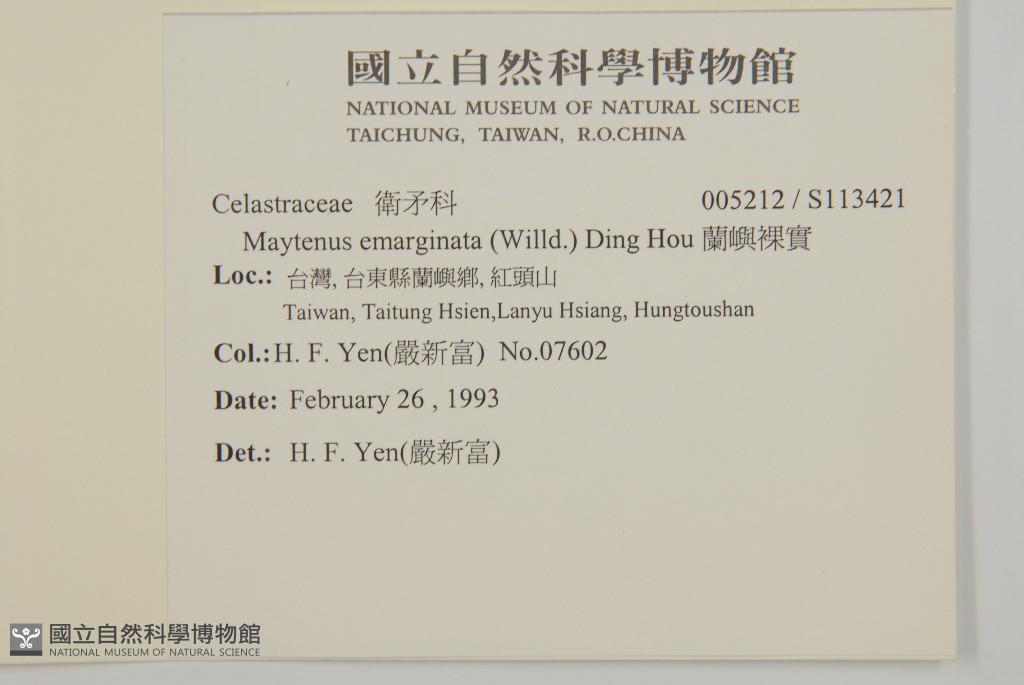 國立自然科學博物館
NATIONAL MUSEUM OF NATURAL SCIENCE
TAICHUNG, TAIWAN, R.O.CHINA
Celastraceae 衛矛科 005212 / S113421
Maytenus emarginata (Willd.) Ding Hou 蘭嶼裸實
Loc.: 台灣, 台東縣蘭嶼鄉, 紅頭山
Taiwan, Taitung Hsien,Lanyu Hsiang, Hungtoushan
Col.:H. F. Yen(嚴新富) No.07602
Date: February 26 , 1993
Det.: H. F. Yen(嚴新富)
國立自然科學博物館
NATIONAL MUSEUM OF NATURAL SCIENCE